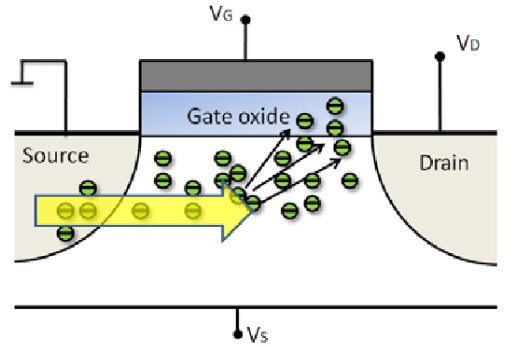 VG
VD
Gate oxide
Source
Drain
VS